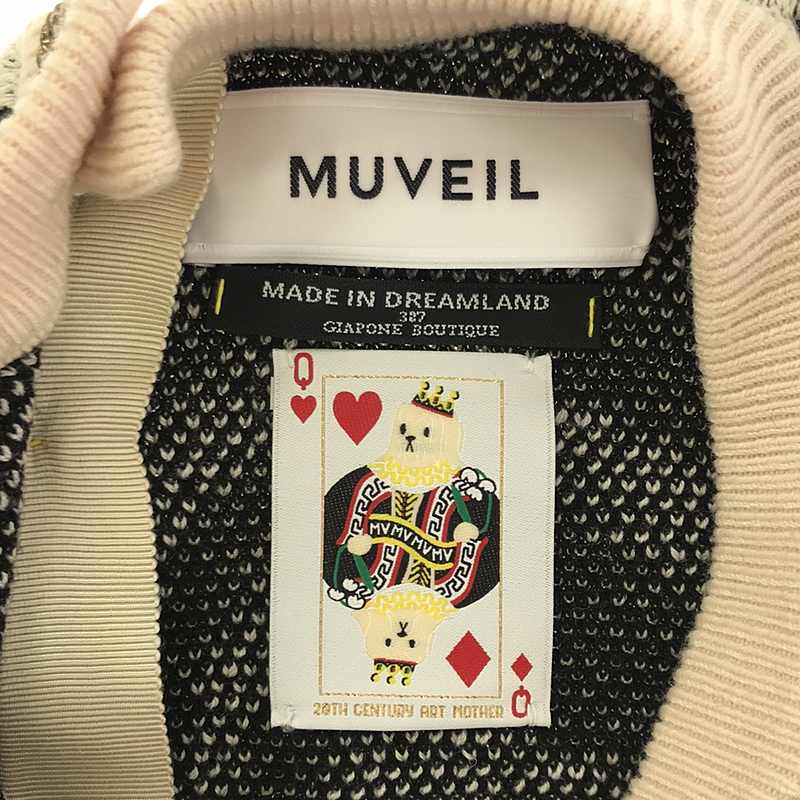 MUVEIL
MADE IN DREAMLAND
387
GIAPONE BOUTIQUE
Q
MVMVMVMV
20TH CENTURY ART MOTHER
Q